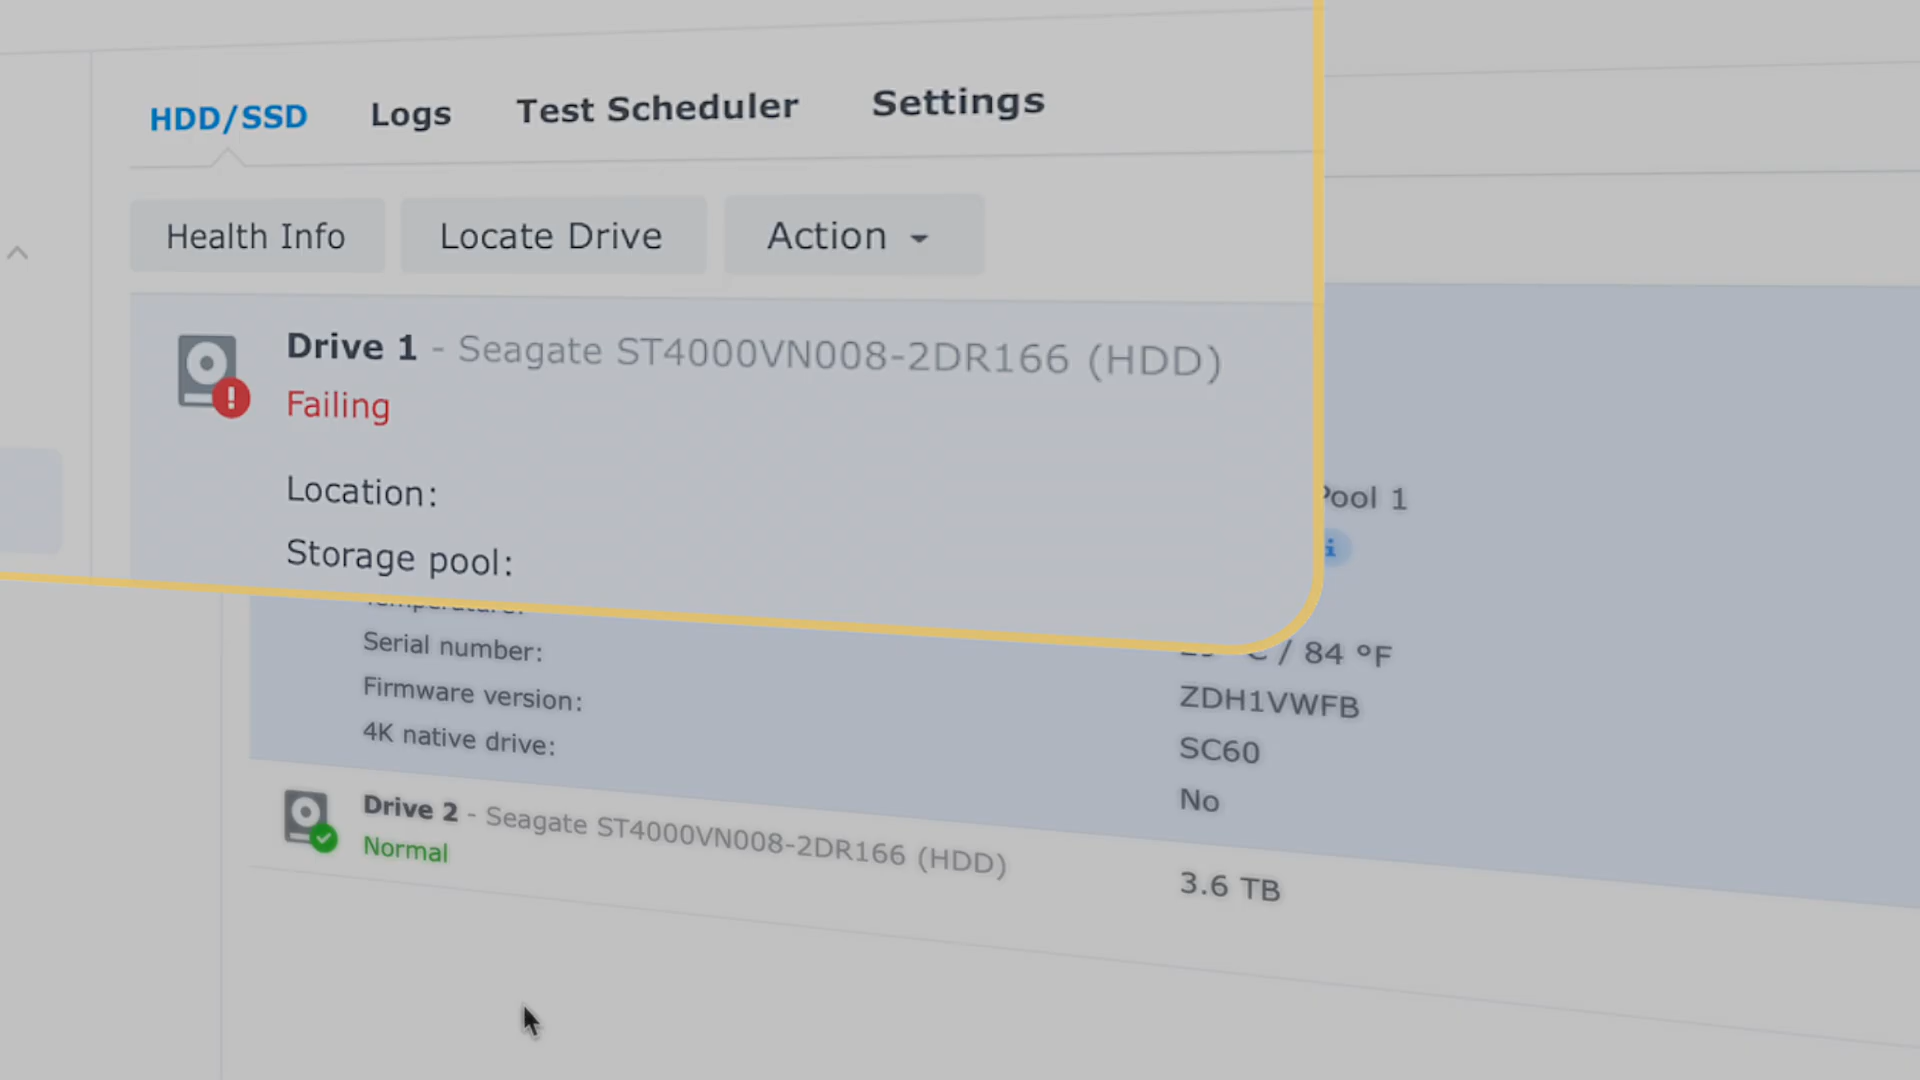 HDD/SSD Logs Test Scheduler Settings
Health Info Locate Drive Action
Drive 1 - Seagate ST4000VN008-2DR166 (HDD)
Failing
Location:
Storage pool:
Pool 1
Temperature:
C / 84 °F
Serial number: ZDH1VWFB
Firmware version: SC60
4K native drive: No
Drive 2 - Seagate ST4000VN008-2DR166 (HDD)
Normal
3.6 TB